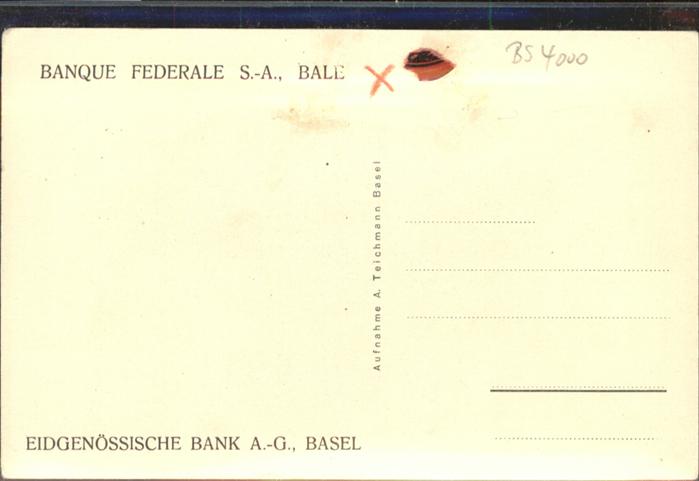 BANQUE FEDERALE S.-A., BALE
X
BS 4000
Aufnahme A. Teichmann Basel
EIDGENÖSSISCHE BANK A.-G., BASEL